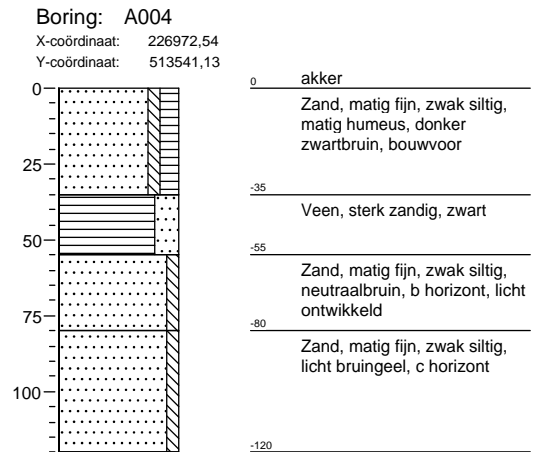 Boring: A004
X-coördinaat: 226972,54
Y-coördinaat: 513541,13
0
25
50
75
100
0 akker
Zand, matig fijn, zwak siltig,
matig humeus, donker
zwartbruin, bouwvoor
-35
Veen, sterk zandig, zwart
-55
Zand, matig fijn, zwak siltig,
neutraalbruin, b horizont, licht
ontwikkeld
-80
Zand, matig fijn, zwak siltig,
licht bruingeel, c horizont
-120